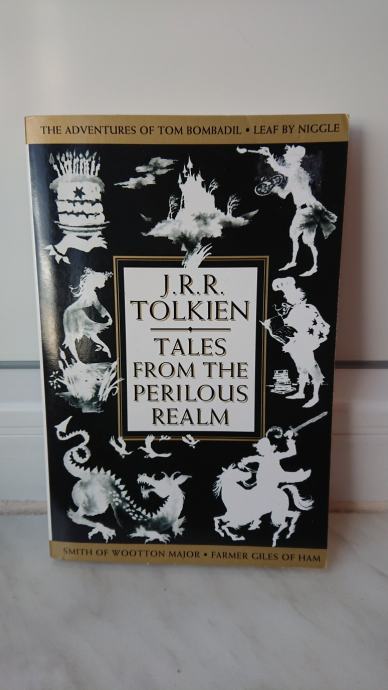 THE ADVENTURES OF TOM BOMBADIL • LEAF BY NIGGLE
J.R.R.
TOLKIEN
TALES
FROM THE
PERILOUS
REALM
SMITH OF WOOTTON MAJOR • FARMER GILES OF HAM